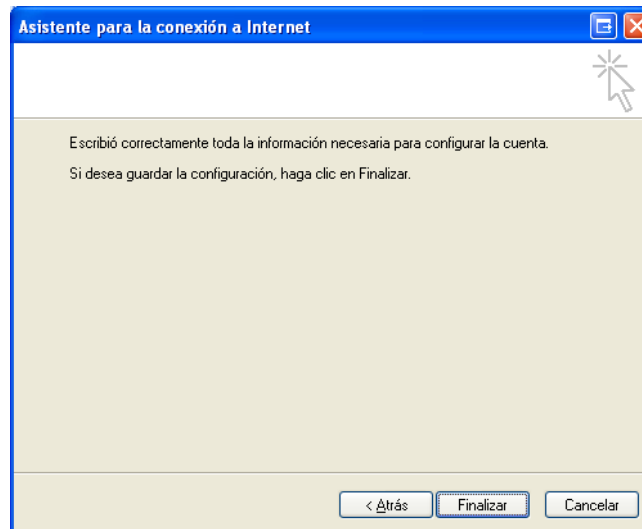 Asistente para la conexión a Internet
Escribió correctamente toda la información necesaria para configurar la cuenta.
Si desea guardar la configuración, haga clic en Finalizar.
< Atrás Finalizar Cancelar